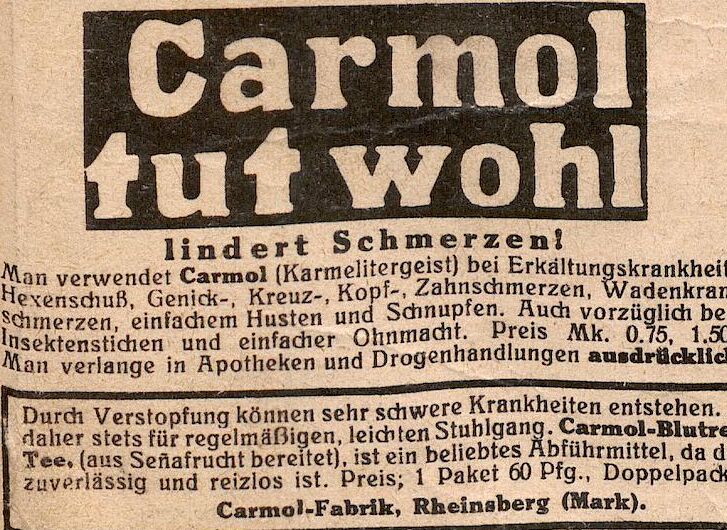 Carmol
tut wohl
lindert Schmerzen!
Man verwendet Carmol (Karmelitergeist) bei Erkältungskrankheit
Hexenschuß, Genick-, Kreuz-, Kopf-, Zahnschmerzen, Wadenkram
schmerzen, einfachem Husten und Schnupfen. Auch vorzüglich be
Insektenstichen und einfacher Ohnmacht. Preis Mk. 0.75, 1.50
Man verlange in Apotheken und Drogenhandlungen ausdrücklic
Durch Verstopfung können sehr schwere Krankheiten entstehen.
daher stets für regelmäßigen, leichten Stuhlgang. Carmol-Blutre
Tee, (aus Señafrucht bereitet), ist ein beliebtes Abführmittel, da d
zuverlässig und reizlos ist. Preis; 1 Paket 60 Pfg., Doppelpack
Carmol-Fabrik, Rheinsberg (Mark).